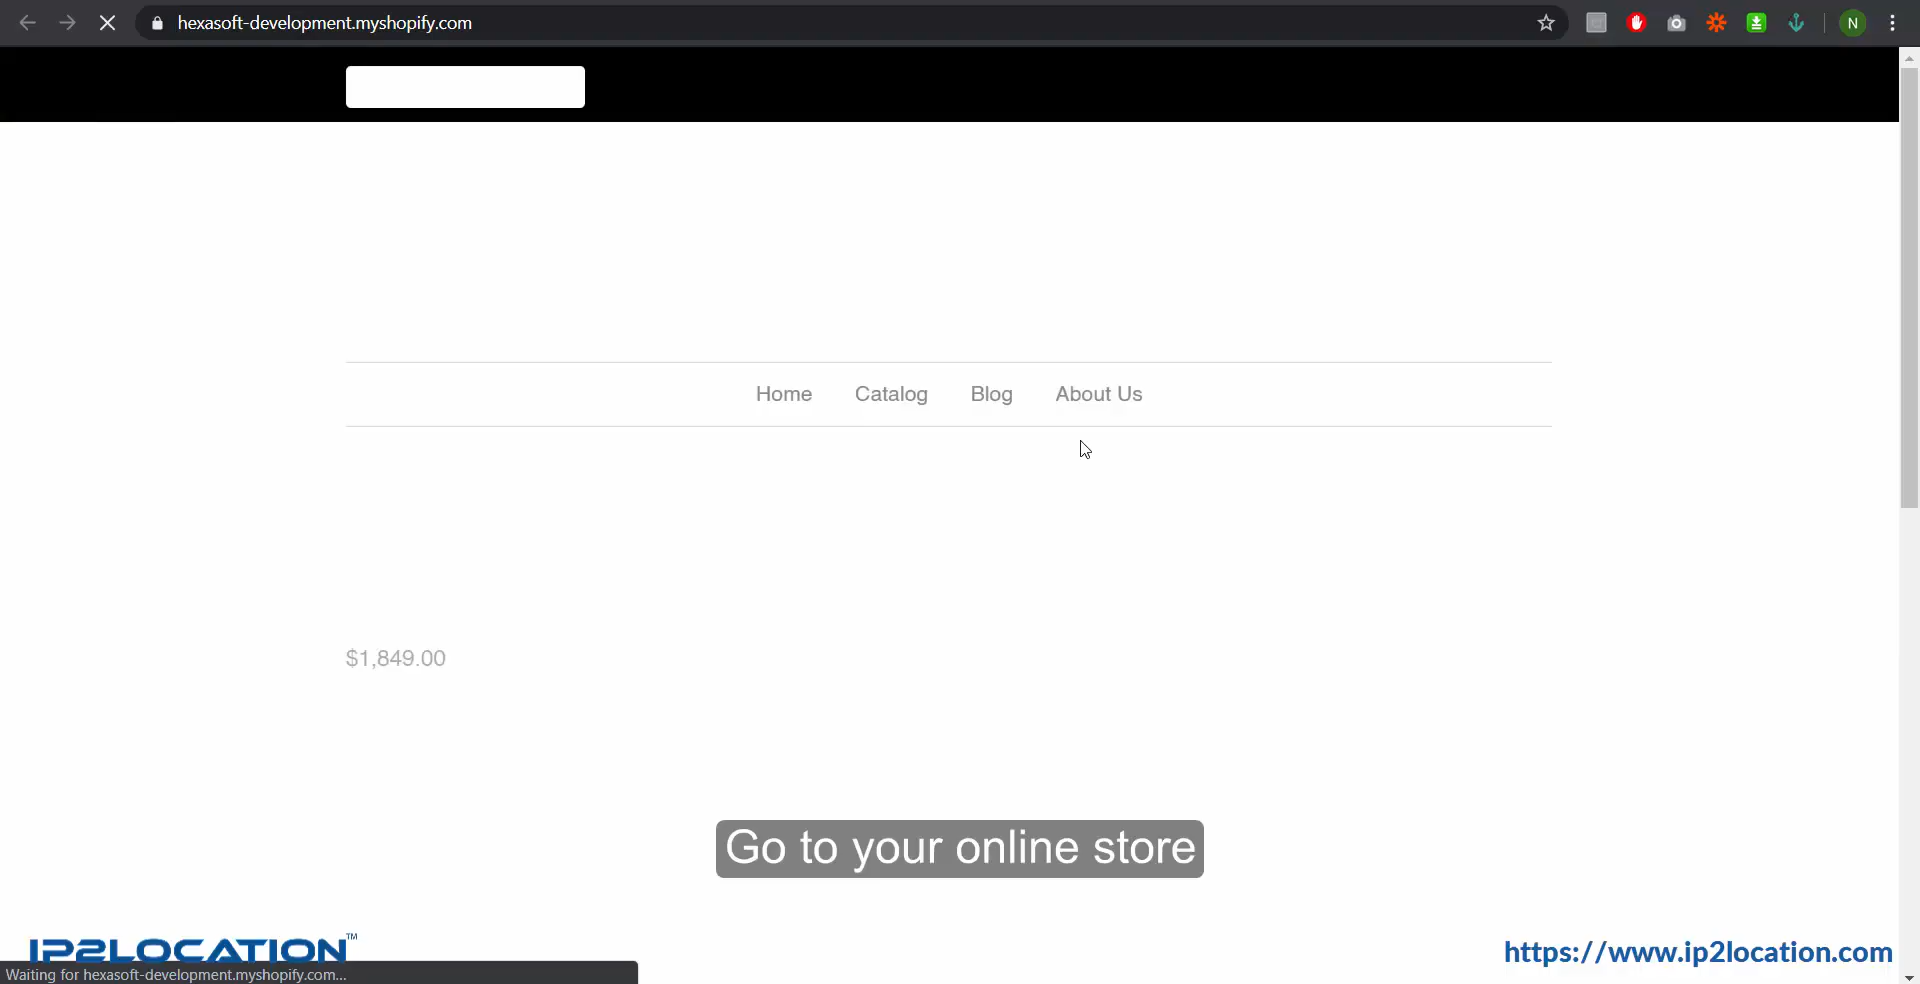 hexasoft-development.myshopify.com
N
Home Catalog Blog About Us
$1,849.00
Go to your online store
IP2LOCATION™
https://www.ip2location.com
Waiting for hexasoft-development.myshopify.com...